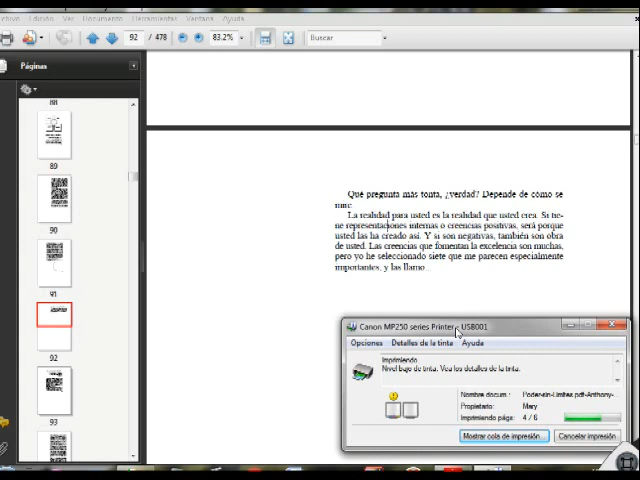 Archivo Edición Ver Documento Herramientas Ventana Ayuda
92 / 478 83.2% Buscar
Páginas
88
89
90
91
92
93
Qué pregunta más tonta, ¿verdad? Depende de cómo se
mire.
La realidad para usted es la realidad que usted crea. Si tie-
ne representaciones internas o creencias positivas, será porque
usted las ha creado así. Y si son negativas, también son obra
de usted. Las creencias que fomentan la excelencia son muchas,
pero yo he seleccionado siete que me parecen especialmente
importantes, y las llamo...
Canon MP250 series Printer - USB001
Opciones Detalles de la tinta Ayuda
Imprimiendo
Nivel bajo de tinta. Vea los detalles de la tinta.
Nombre docum.: Poder-sin-Limites.pdf-Anthony-
Propietario: Mary
Imprimiendo págs: 4 / 6
Mostrar cola de impresión... Cancelar impresión